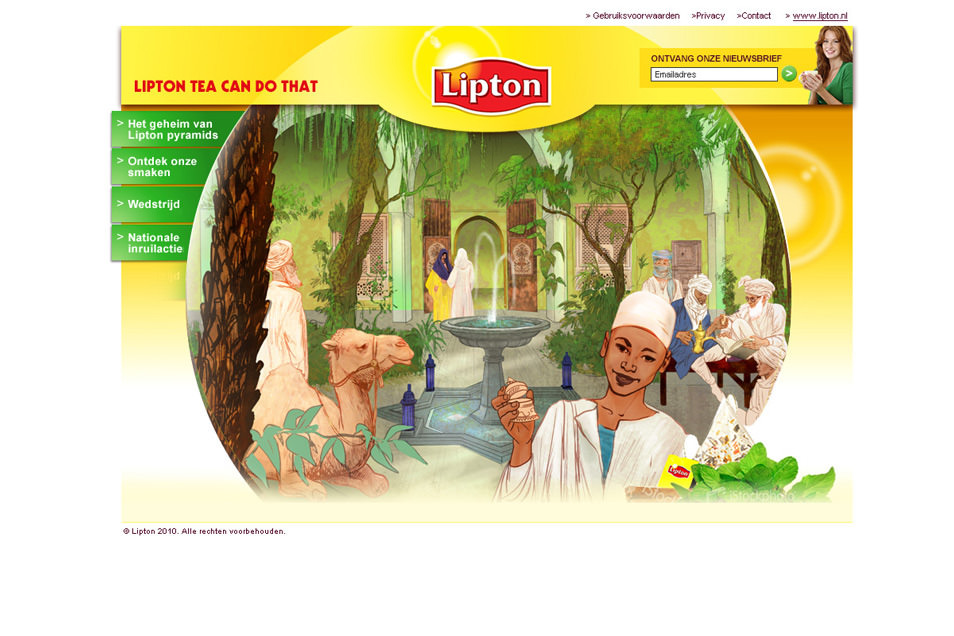 > Gebruiksvoorwaarden >Privacy >Contact > www.lipton.nl
LIPTON TEA CAN DO THAT
Lipton
ONTVANG ONZE NIEUWSBRIEF
Emailadres
>
> Het geheim van
Lipton pyramids
> Ontdek onze
smaken
> Wedstrijd
> Nationale
inruilactie
Lipton
iStockphoto
© Lipton 2010. Alle rechten voorbehouden.